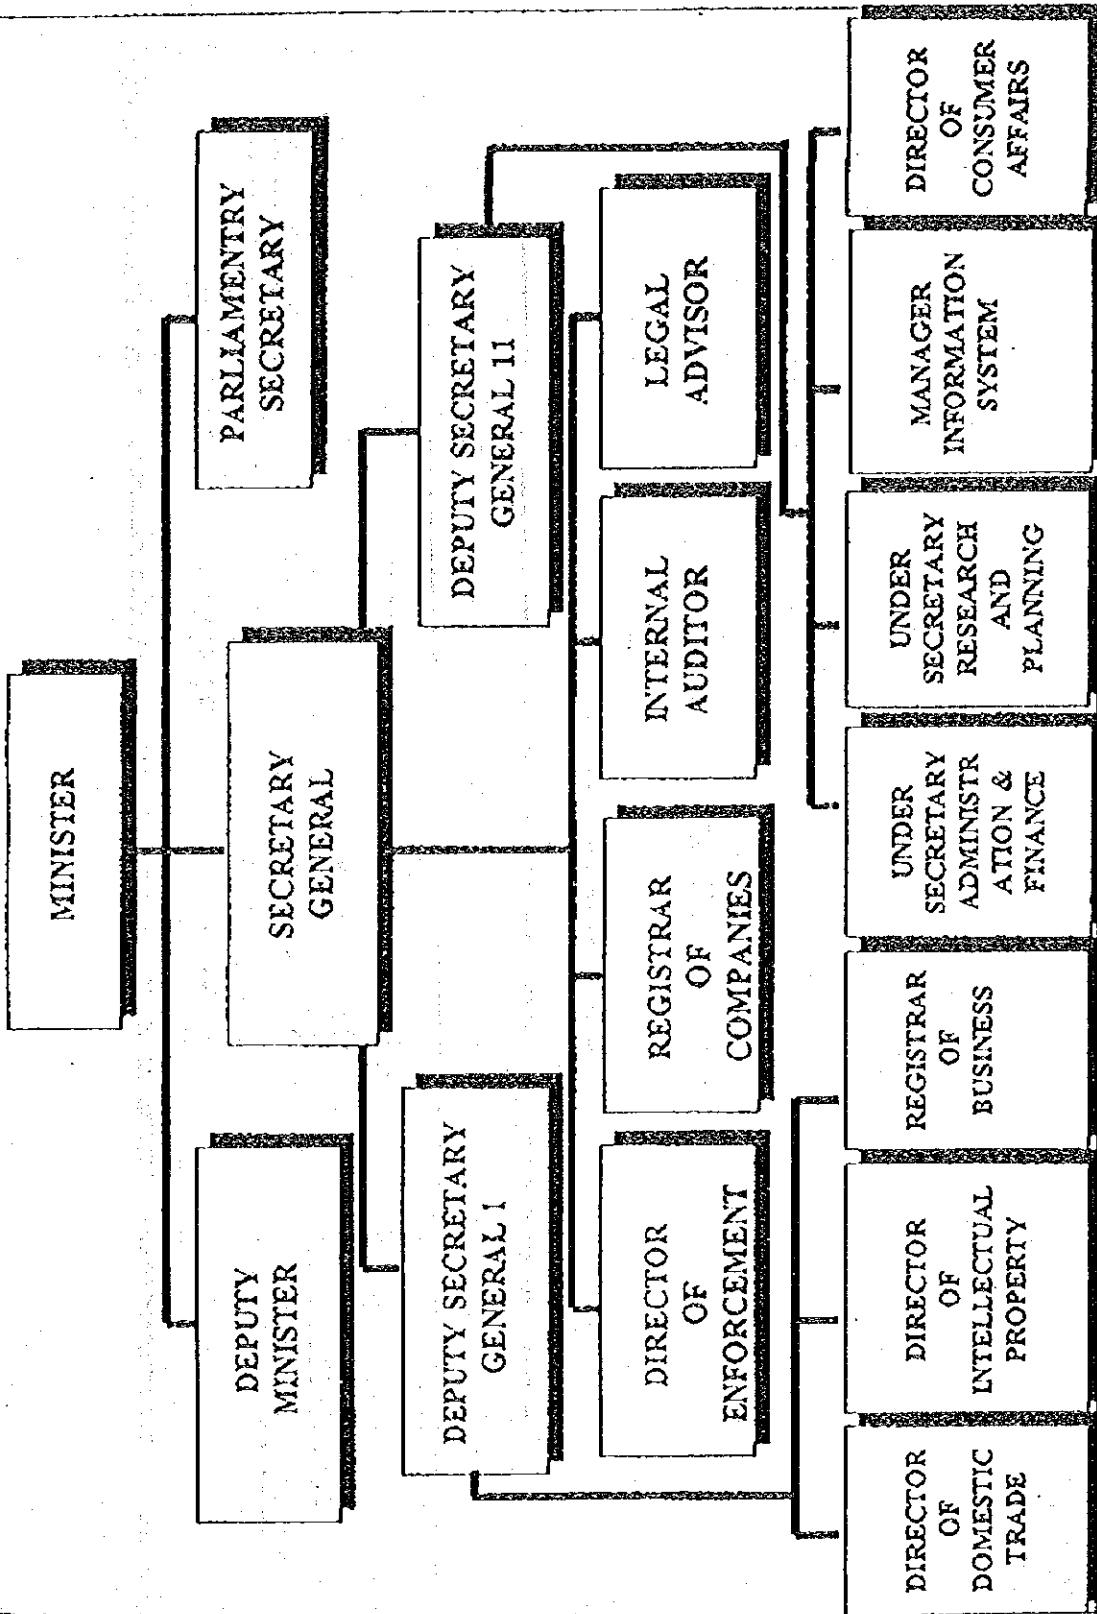 MINISTER
DEPUTY
MINISTER
SECRETARY
GENERAL
PARLIAMENTRY
SECRETARY
DEPUTY SECRETARY
GENERAL I
DEPUTY SECRETARY
GENERAL 11
DIRECTOR
OF
ENFORCEMENT
REGISTRAR
OF
COMPANIES
INTERNAL
AUDITOR
LEGAL
ADVISOR
DIRECTOR
OF
DOMESTIC
TRADE
DIRECTOR
OF
INTELLECTUAL
PROPERTY
REGISTRAR
OF
BUSINESS
UNDER
SECRETARY
ADMINISTR
ATION &
FINANCE
UNDER
SECRETARY
RESEARCH
AND
PLANNING
MANAGER
INFORMATION
SYSTEM
DIRECTOR
OF
CONSUMER
AFFAIRS